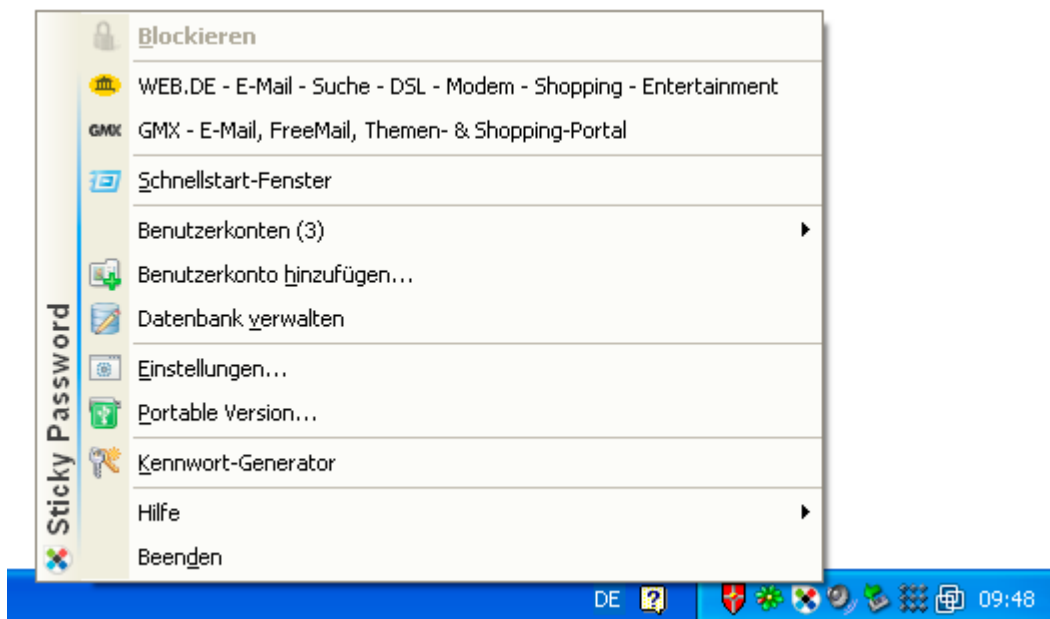 Blockieren
WEB.DE - E-Mail - Suche - DSL - Modem - Shopping - Entertainment
GMX
GMX - E-Mail, FreeMail, Themen- & Shopping-Portal
Schnellstart-Fenster
Benutzerkonten (3)
Benutzerkonto hinzufügen...
Datenbank verwalten
Einstellungen...
Portable Version...
Kennwort-Generator
Hilfe
Beenden
Sticky Password
DE
09:48